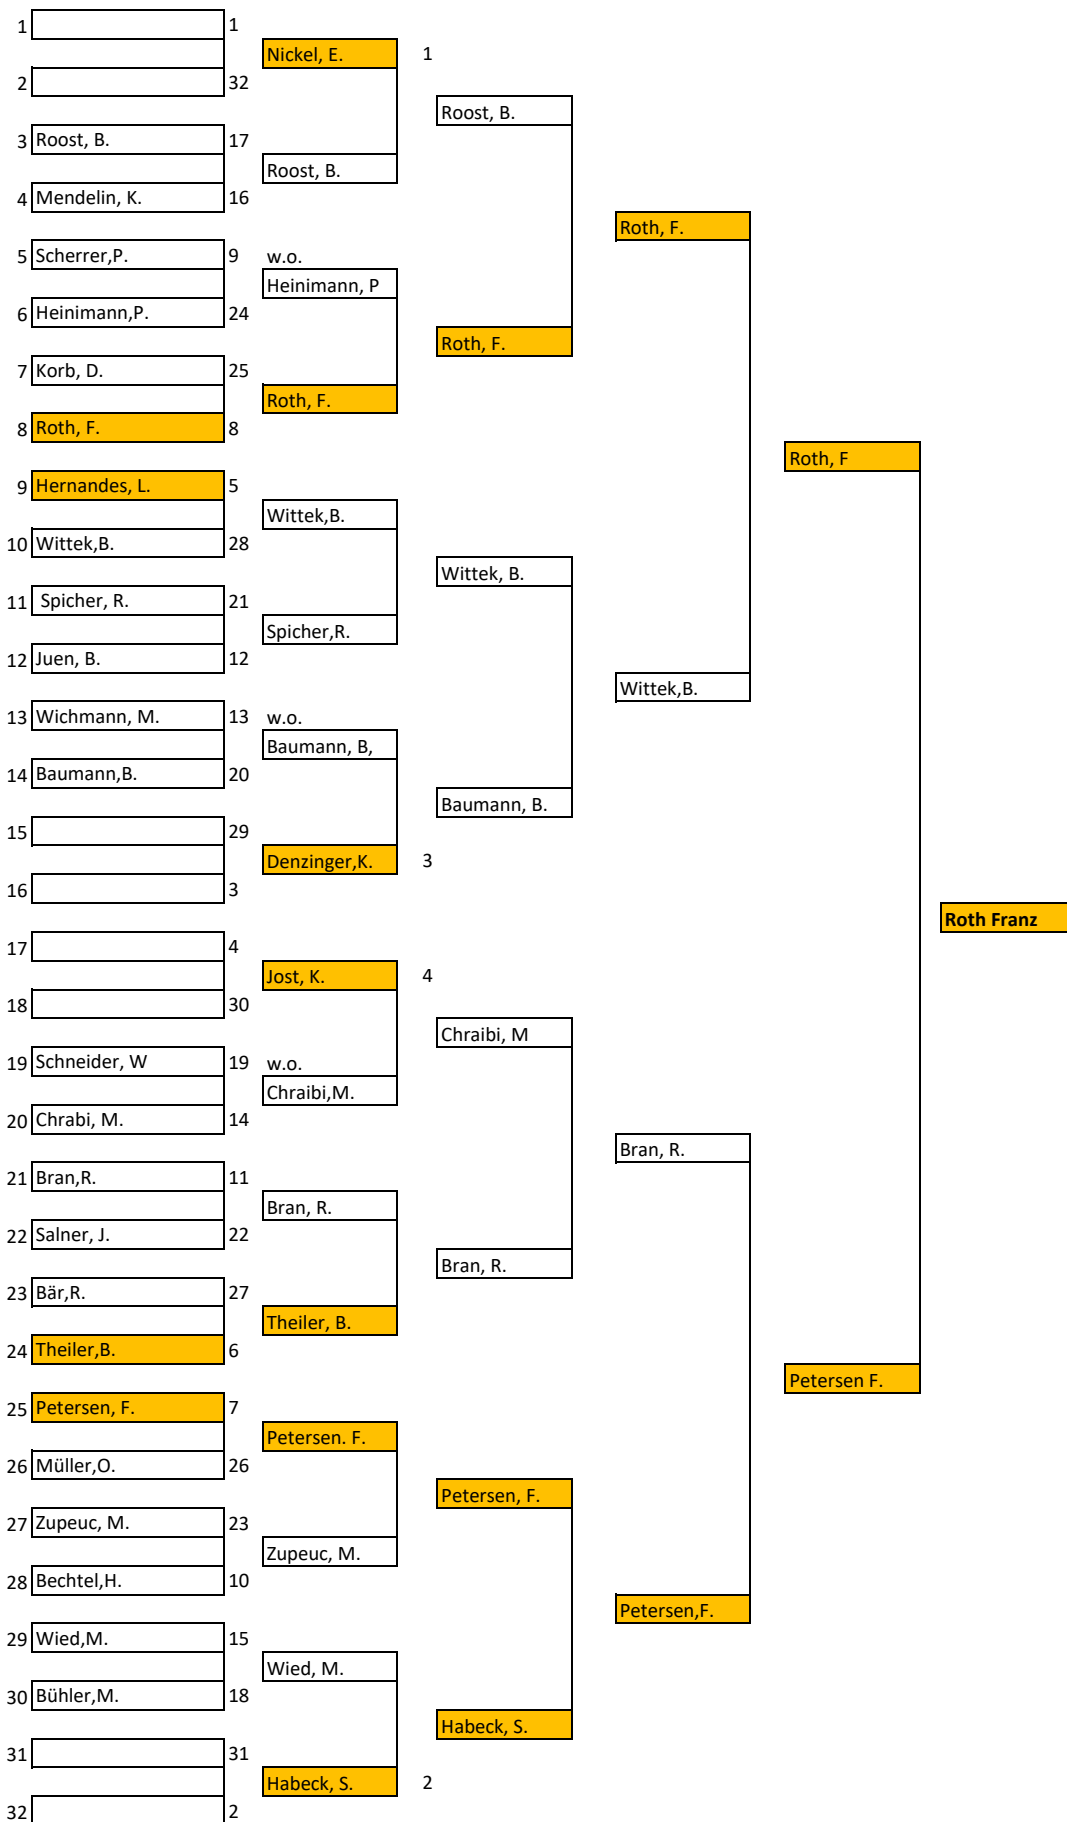 1 1
Nickel, E. 1
2 32
Roost, B.
3 Roost, B. 17
Roost, B.
4 Mendelin, K. 16
Roth, F.
5 Scherrer,P. 9 w.o.
Heinimann, P
6 Heinimann,P. 24
Roth, F.
7 Korb, D. 25
Roth, F.
8 Roth, F. 8
Roth, F
9 Hernandes, L. 5
Wittek,B.
10 Wittek,B. 28
Wittek, B.
11 Spicher, R. 21
Spicher,R.
12 Juen, B. 12
Wittek,B.
13 Wichmann, M. 13 w.o.
Baumann, B,
14 Baumann,B. 20
Baumann, B.
15 29
Denzinger,K. 3
16 3
Roth Franz
17 4
Jost, K. 4
18 30
Chraibi, M
19 Schneider, W 19 w.o.
Chraibi,M.
20 Chrabi, M. 14
Bran, R.
21 Bran,R. 11
Bran, R.
22 Salner, J. 22
Bran, R.
23 Bär,R. 27
Theiler, B.
24 Theiler,B. 6
Petersen F.
25 Petersen, F. 7
Petersen. F.
26 Müller,O. 26
Petersen, F.
27 Zupeuc, M. 23
Zupeuc, M.
28 Bechtel,H. 10
Petersen,F.
29 Wied,M. 15
Wied, M.
30 Bühler,M. 18
Habeck, S.
31 31
Habeck, S. 2
32 2